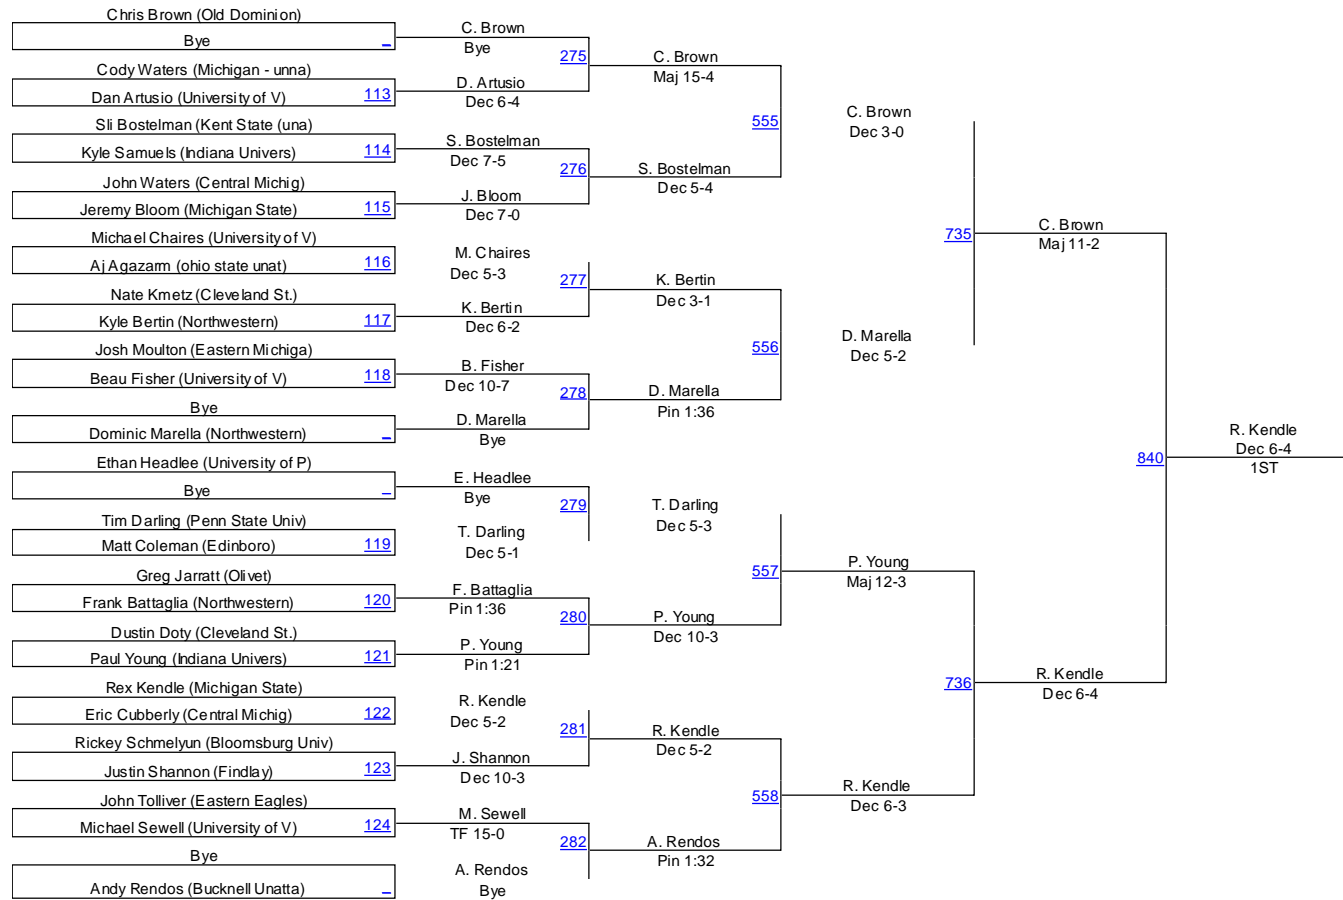 Chris Brown (Old Dominion)
Bye
Cody Waters (Michigan - unna)
Dan Artusio (University of V) 113
Sli Bostelman (Kent State (una)
Kyle Samuels (Indiana Univers) 114
John Waters (Central Michig)
Jeremy Bloom (Michigan State) 115
Michael Chaires (University of V)
Aj Agazarm (ohio state unat) 116
Nate Kmetz (Cleveland St.)
Kyle Bertin (Northwestern) 117
Josh Moulton (Eastern Michiga)
Beau Fisher (University of V) 118
Bye
Dominic Marella (Northwestern)
Ethan Headlee (University of P)
Bye
Tim Darling (Penn State Univ)
Matt Coleman (Edinboro) 119
Greg Jarratt (Olivet)
Frank Battaglia (Northwestern) 120
Dustin Doty (Cleveland St.)
Paul Young (Indiana Univers) 121
Rex Kendle (Michigan State)
Eric Cubberly (Central Michig) 122
Rickey Schmelyun (Bloomsburg Univ)
Justin Shannon (Findlay) 123
John Tolliver (Eastern Eagles)
Michael Sewell (University of V) 124
Bye
Andy Rendos (Bucknell Unatta)
C. Brown
Bye
275
D. Artusio
Dec 6-4
S. Bostelman
Dec 7-5
276
J. Bloom
Dec 7-0
M. Chaires
Dec 5-3
277
K. Bertin
Dec 6-2
B. Fisher
Dec 10-7
278
D. Marella
Bye
E. Headlee
Bye
279
T. Darling
Dec 5-1
F. Battaglia
Pin 1:36
280
P. Young
Pin 1:21
R. Kendle
Dec 5-2
281
J. Shannon
Dec 10-3
M. Sewell
TF 15-0
282
A. Rendos
Bye
C. Brown
Maj 15-4
555
S. Bostelman
Dec 5-4
K. Bertin
Dec 3-1
556
D. Marella
Pin 1:36
T. Darling
Dec 5-3
557
P. Young
Dec 10-3
R. Kendle
Dec 5-2
558
A. Rendos
Pin 1:32
C. Brown
Dec 3-0
735
D. Marella
Dec 5-2
P. Young
Maj 12-3
736
R. Kendle
Dec 6-3
C. Brown
Maj 11-2
840
R. Kendle
Dec 6-4
R. Kendle
Dec 6-4
1ST